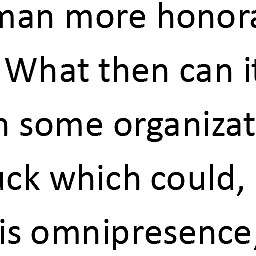 man more honora
What then can it
n some organizat
uck which could,
is omnipresence,